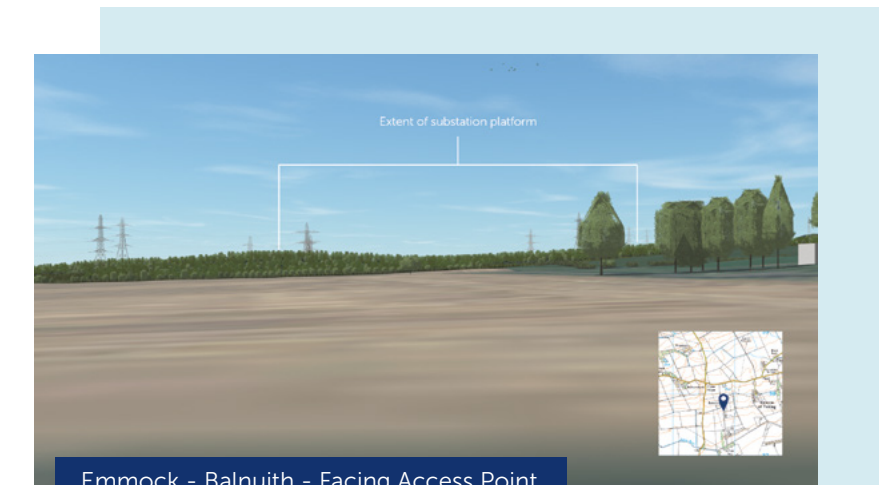 Extent of substation platform
Emmock - Balnuith - Facing Access Point